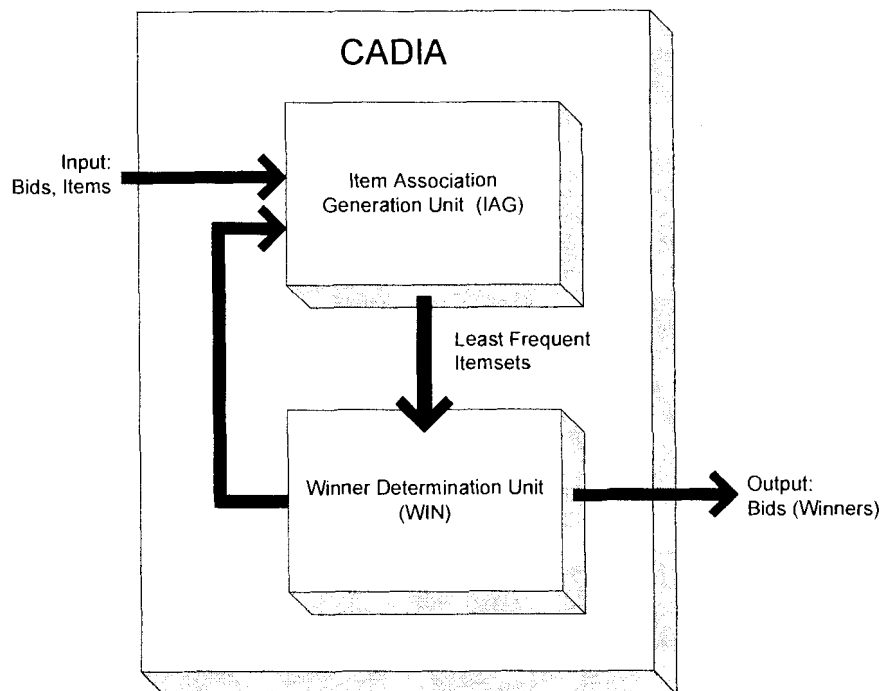 CADIA
Input:
Bids, Items
Item Association
Generation Unit (IAG)
Least Frequent
Itemsets
Winner Determination Unit
(WIN)
Output:
Bids (Winners)